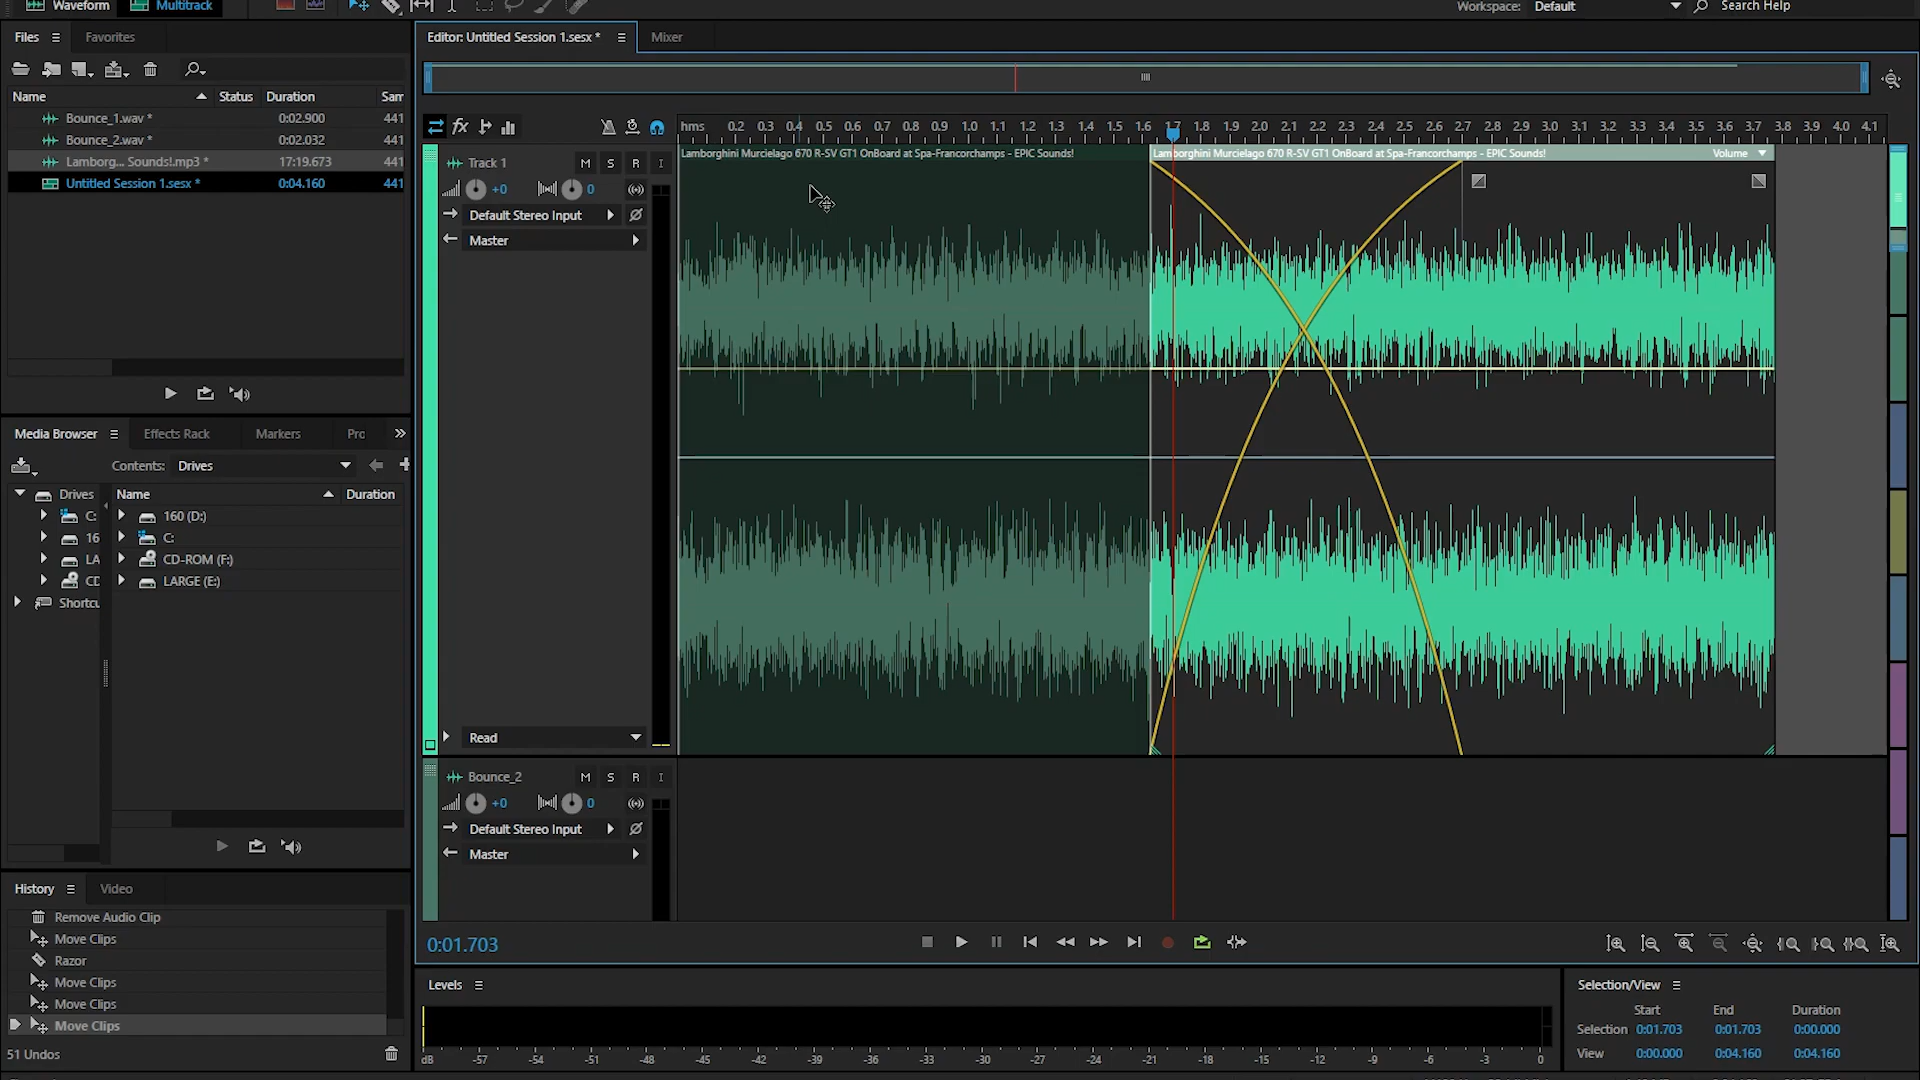 Waveform Multitrack Workspace: Default Search Help
Files Favorites
Name Status Duration Sam
Bounce_1.wav * 0:02.900 441
Bounce_2.wav * 0:02.032 441
Lamborg... Sounds!.mp3 * 17:19.673 441
Untitled Session 1.sesx * 0:04.160 441
Media Browser Effects Rack Markers Pro
Contents: Drives
Drives Name Duration
C: 160 (D:)
16 C:
LA CD-ROM (F:)
CD LARGE (E:)
Shortcu
History Video
Remove Audio Clip
Move Clips
Razor
Move Clips
Move Clips
Move Clips
51 Undos
Editor: Untitled Session 1.sesx * Mixer
fx hms 0.2 0.3 0.4 0.5 0.6 0.7 0.8 0.9 1.0 1.1 1.2 1.3 1.4 1.5 1.6 1.7 1.8 1.9 2.0 2.1 2.2 2.3 2.4 2.5 2.6 2.7 2.8 2.9 3.0 3.1 3.2 3.3 3.4 3.5 3.6 3.7 3.8 3.9 4.0 4.1
Lamborghini Murcielago 670 R-SV GT1 OnBoard at Spa-Francorchamps - EPIC Sounds! Lamborghini Murcielago 670 R-SV GT1 OnBoard at Spa-Francorchamps - EPIC Sounds! Volume
Track 1 M S R I
+0 0
Default Stereo Input
Master
Read
Bounce_2 M S R I
+0 0
Default Stereo Input
Master
0:01.703
Levels
dB -57 -54 -51 -48 -45 -42 -39 -36 -33 -30 -27 -24 -21 -18 -15 -12 -9 -6 -3 0
Selection/View
Start End Duration
Selection 0:01.703 0:01.703 0:00.000
View 0:00.000 0:04.160 0:04.160